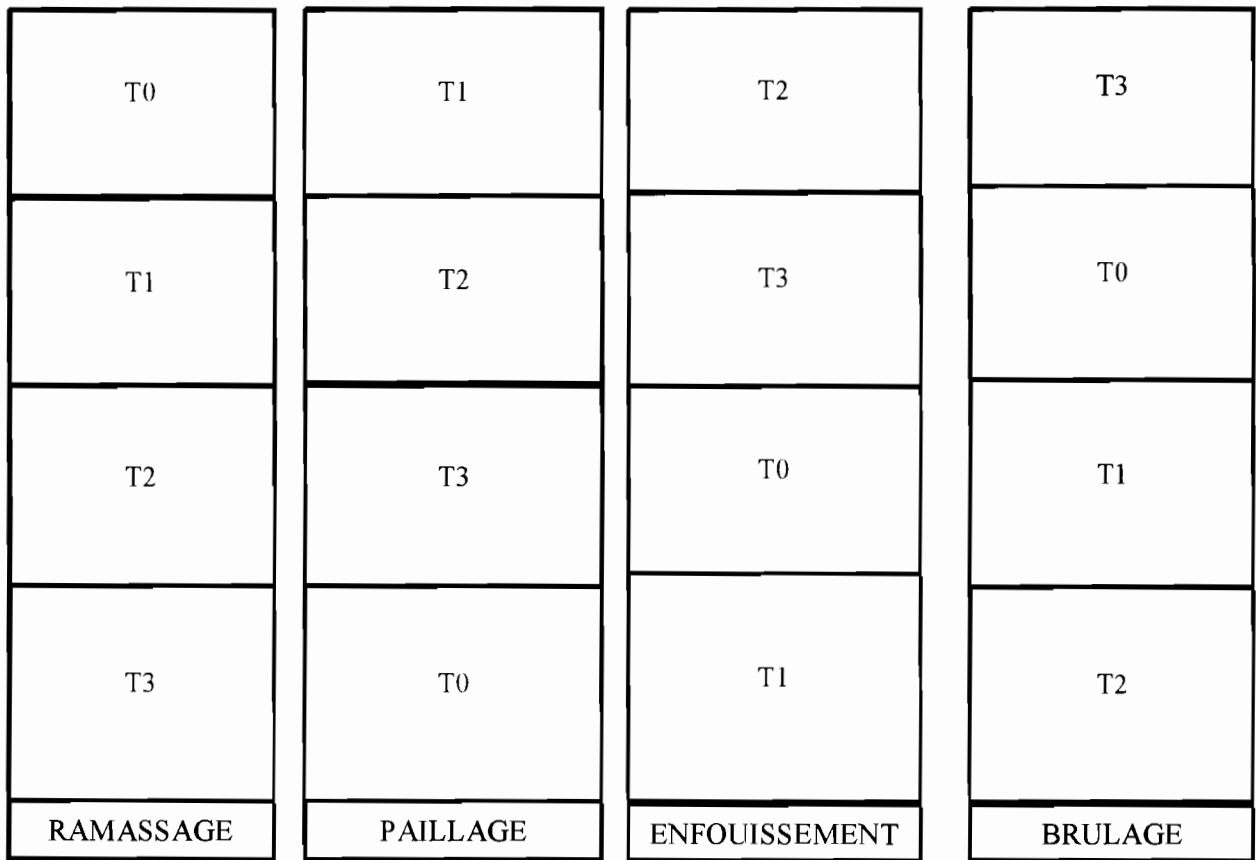 T0 T1 T2 T3
T1 T2 T3 T0
T2 T3 T0 T1
T3 T0 T1 T2
RAMASSAGE PAILLAGE ENFOUISSEMENT BRULAGE